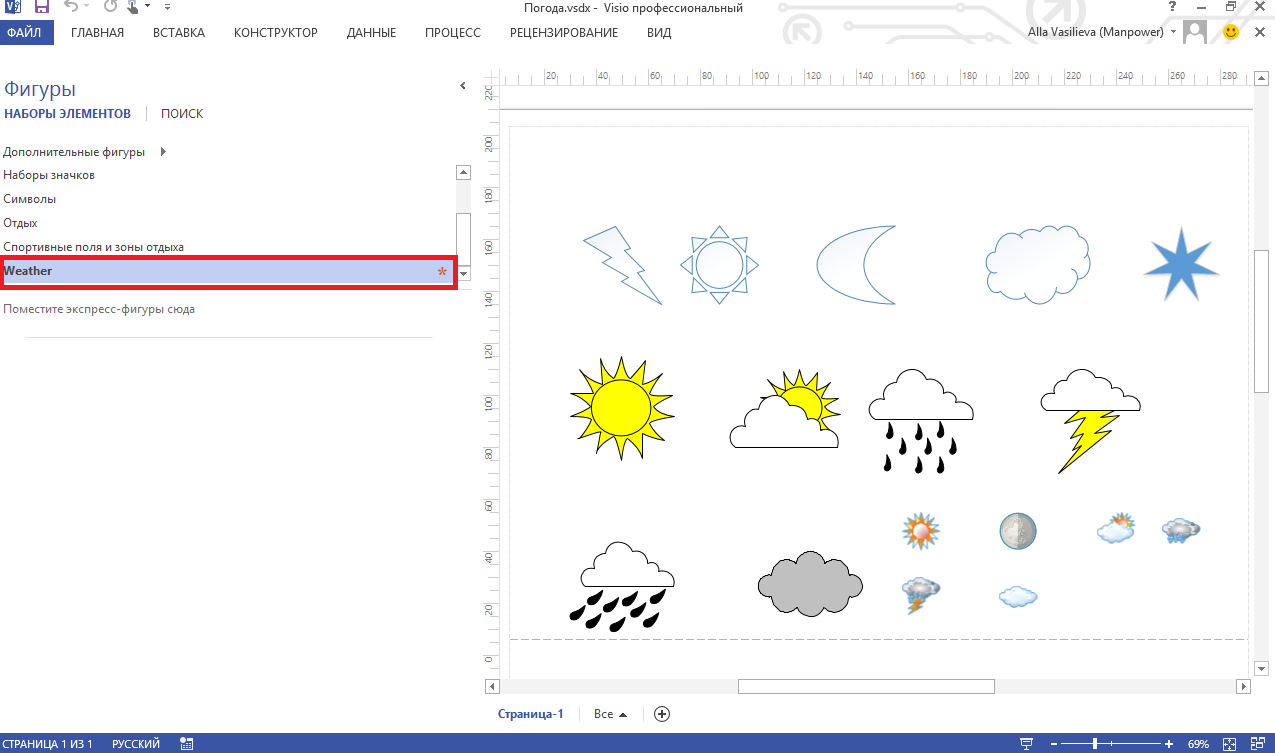 Погода.vsdx - Visio профессиональный
ФАЙЛ ГЛАВНАЯ ВСТАВКА КОНСТРУКТОР ДАННЫЕ ПРОЦЕСС РЕЦЕНЗИРОВАНИЕ ВИД Alla Vasilieva (Manpower)
Фигуры
НАБОРЫ ЭЛЕМЕНТОВ ПОИСК
Дополнительные фигуры
Наборы значков
Символы
Отдых
Спортивные поля и зоны отдыха
Weather
Поместите экспресс-фигуры сюда
20 40 60 80 100 120 140 160 180 200 220 240 260 280
220
200
180
160
140
120
100
80
60
40
20
0
Страница-1 Все
СТРАНИЦА 1 ИЗ 1 РУССКИЙ 69%